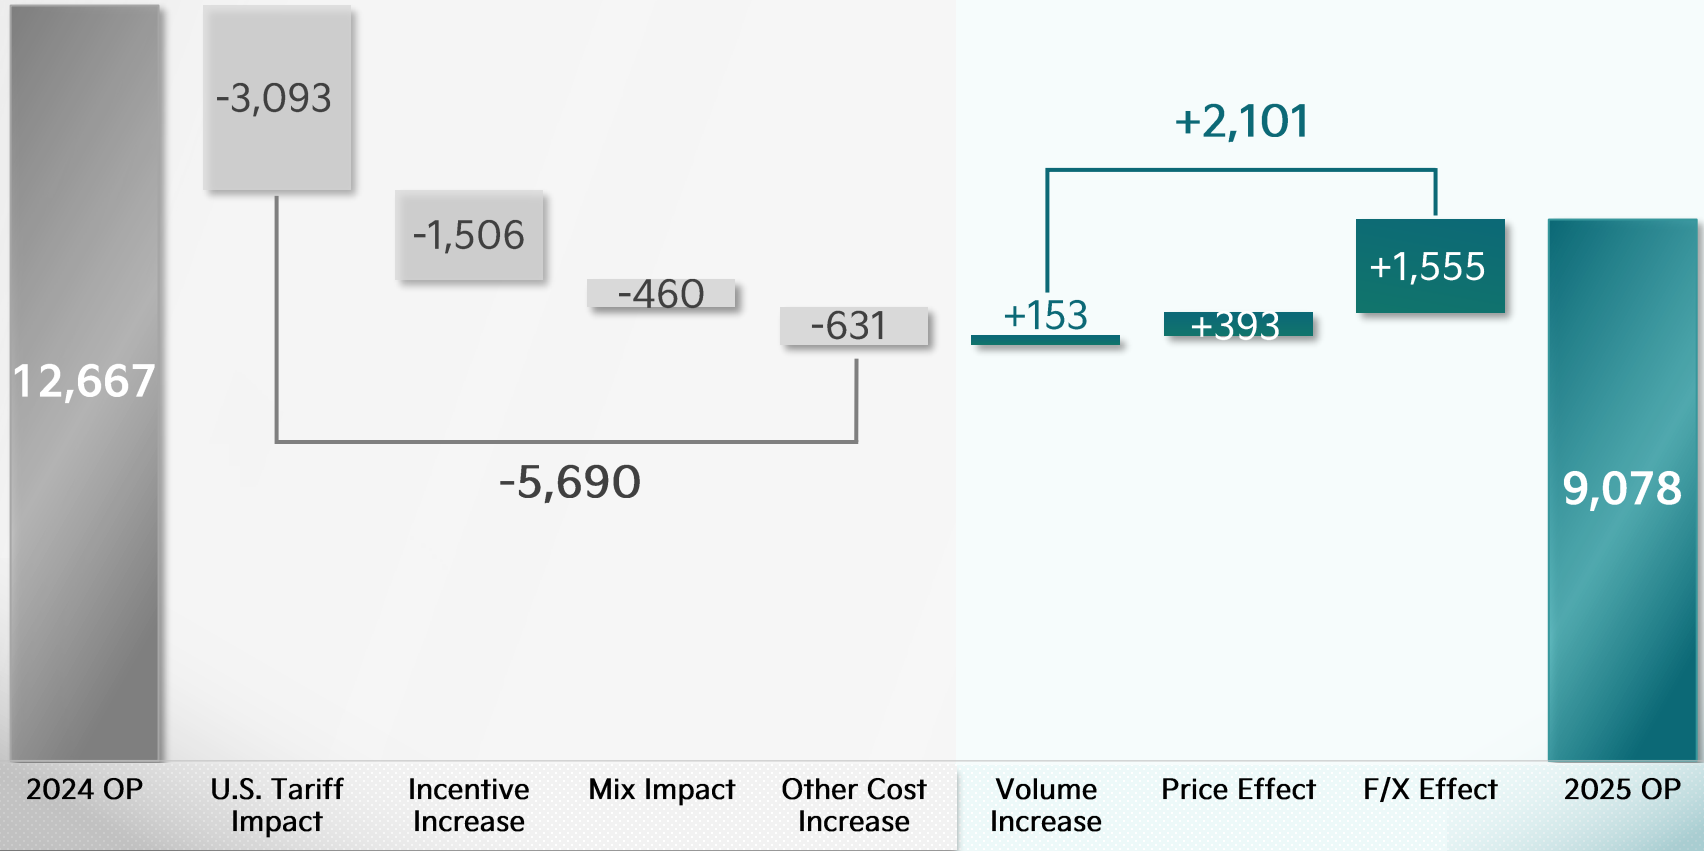 -3,093
+2,101
-1,506
+1,555
-460
+153
+393
-631
12,667
-5,690
9,078
2024 OP
U.S. Tariff
Impact
Incentive
Increase
Mix Impact
Other Cost
Increase
Volume
Increase
Price Effect
F/X Effect
2025 OP